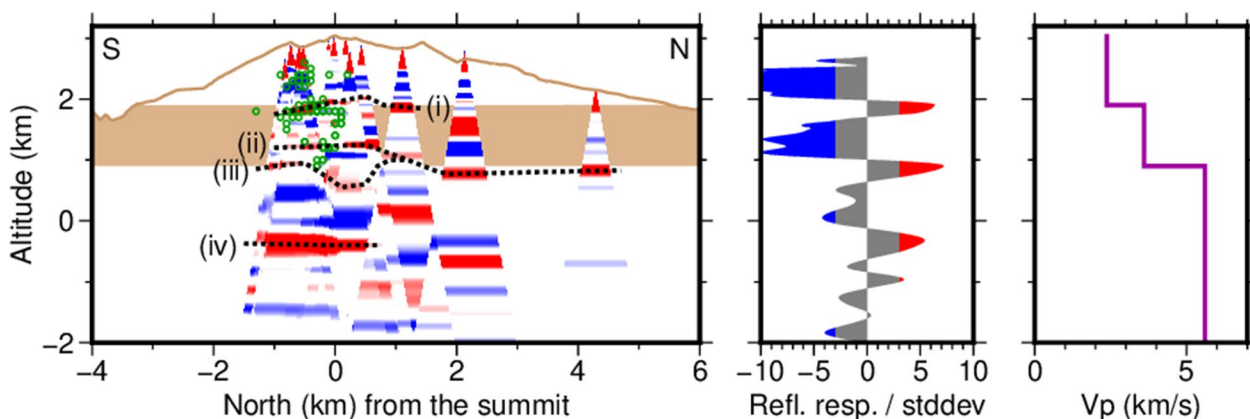 S
N
(i)
(ii)
(iii)
(iv)
Altitude (km)
2
0
−2
−4
−2
0
2
4
6
North (km) from the summit
−10
−5
0
5
10
Refl. resp. / stddev
0
5
Vp (km/s)